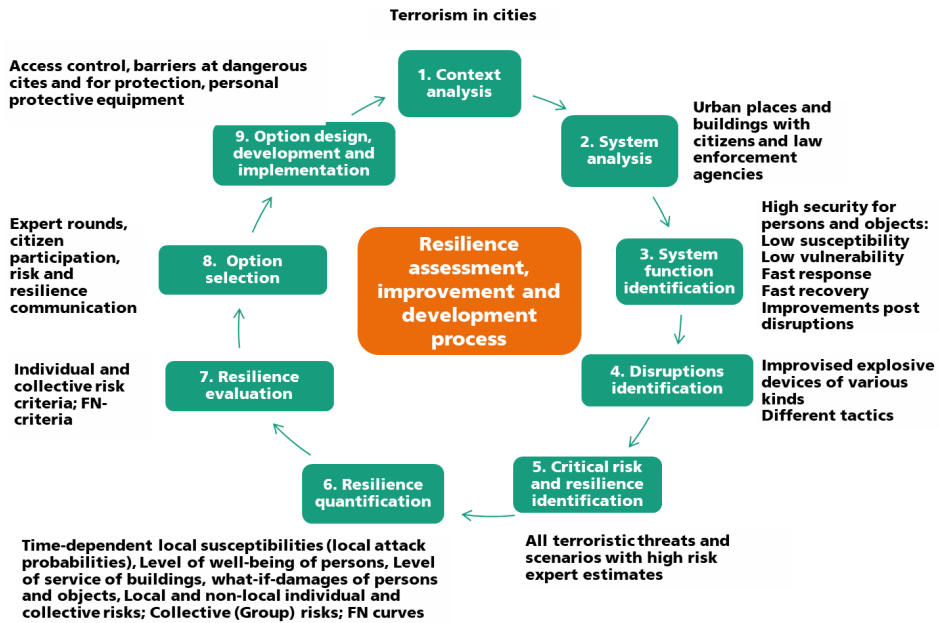 Terrorism in cities
1. Context
analysis
Urban places and
buildings with
citizens and law
enforcement
agencies
2. System
analysis
High security for
persons and objects:
Low susceptibility
Low vulnerability
Fast response
Fast recovery
Improvements post
disruptions
3. System
function
identification
Improvised explosive
devices of various
kinds
Different tactics
4. Disruptions
identification
5. Critical risk
and resilience
identification
All terroristic threats and
scenarios with high risk
expert estimates
6. Resilience
quantification
Time-dependent local susceptibilities (local attack
probabilities), Level of well-being of persons, Level
of service of buildings, what-if-damages of persons
and objects, Local and non-local individual and
collective risks; Collective (Group) risks; FN curves
7. Resilience
evaluation
Individual and
collective risk
criteria; FN-
criteria
8. Option
selection
Expert rounds,
citizen
participation,
risk and
resilience
communication
9. Option design,
development and
implementation
Access control, barriers at dangerous
cites and for protection, personal
protective equipment
Resilience
assessment,
improvement and
development
process